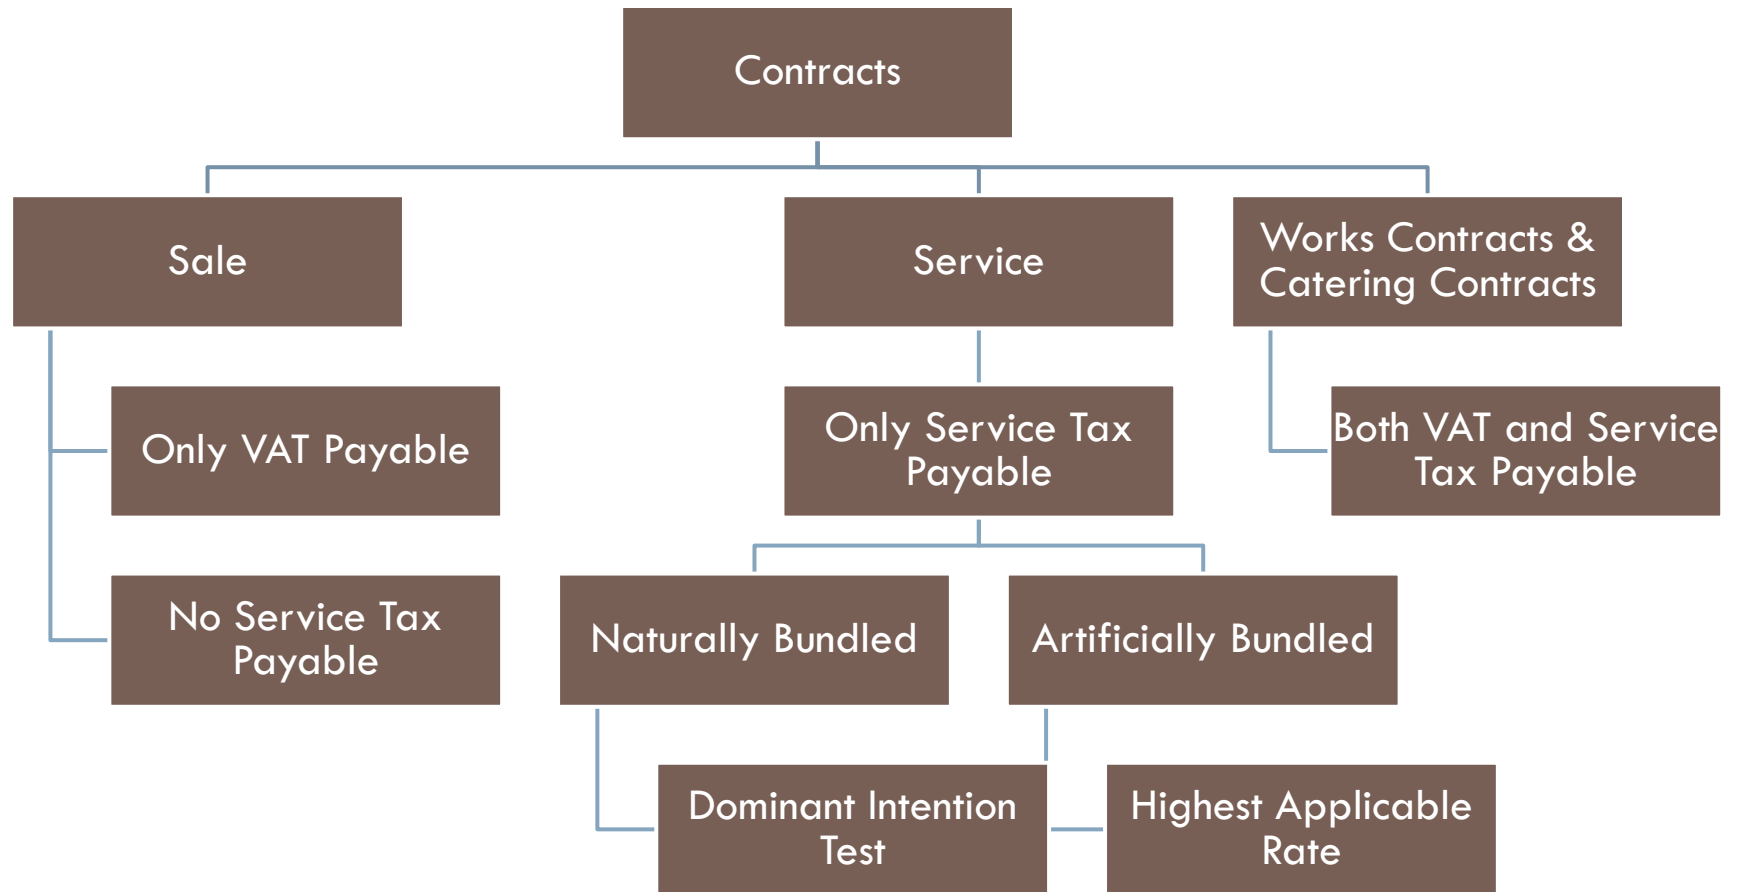 Contracts
Sale
Service
Works Contracts &
Catering Contracts
Only VAT Payable
Only Service Tax
Payable
Both VAT and Service
Tax Payable
No Service Tax
Payable
Naturally Bundled
Artificially Bundled
Dominant Intention
Test
Highest Applicable
Rate